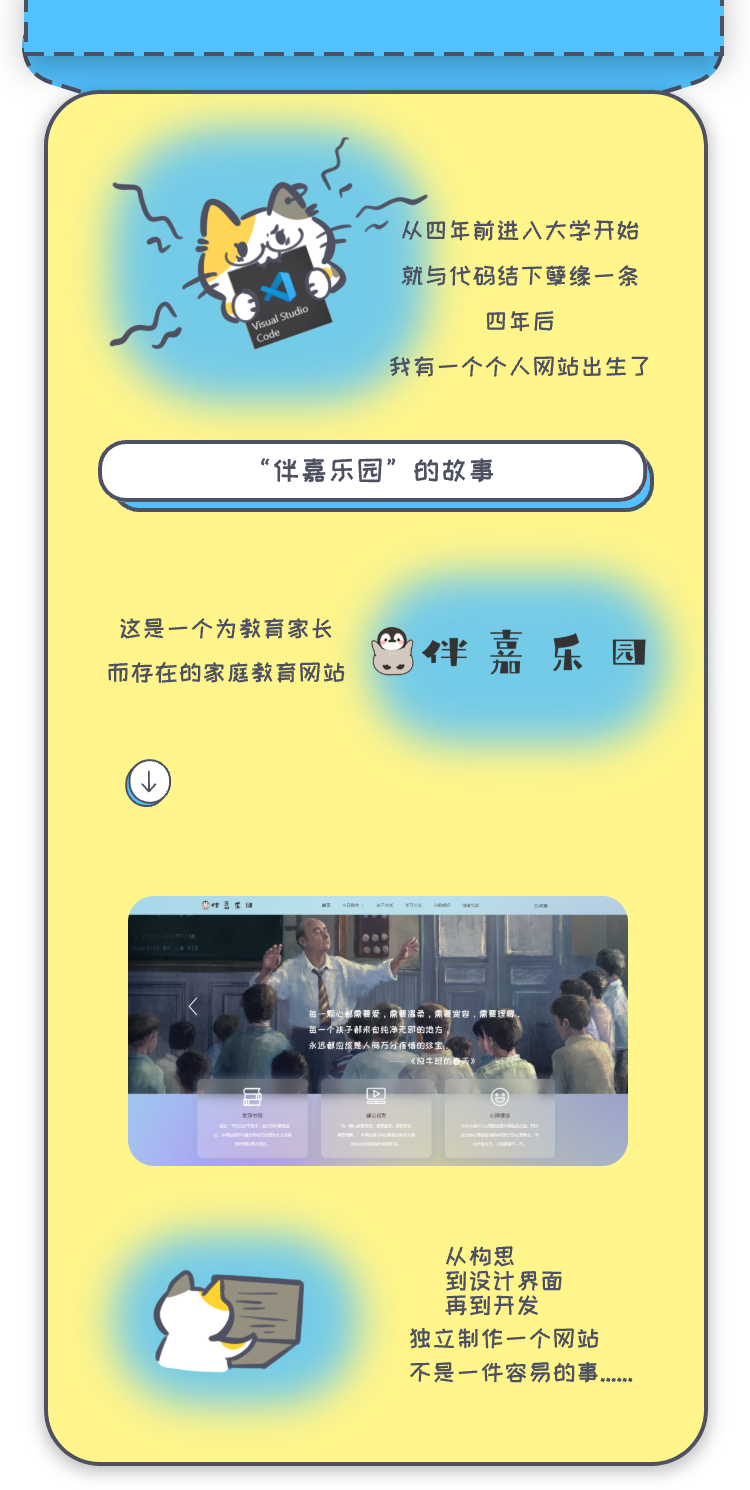 从四年前进入大学开始
就与代码结下孽缘一条
四年后
我有一个个人网站出生了
Visual Studio
Code
“伴嘉乐园”的故事
这是一个为教育家长
而存在的家庭教育网站
伴嘉乐园
伴嘉乐园
首页
每一颗心都需要爱，需要温柔，需要宽容，需要理解。
每一个孩子都来自纯净无邪的地方，
永远都应该是人间万分疼惜的珍宝。
——《放牛班的春天》
心理健康
从构思
到设计界面
再到开发
独立制作一个网站
不是一件容易的事......